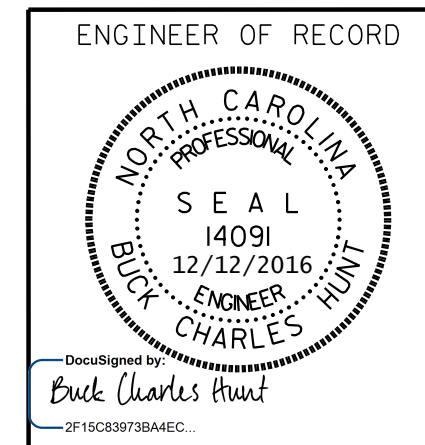 ENGINEER OF RECORD
NORTH CAROLINA
PROFESSIONAL
SEAL
14091
12/12/2016
ENGINEER
BUCK CHARLES HUNT
DocuSigned by:
Buck Charles Hunt
2F15C83973BA4EC...